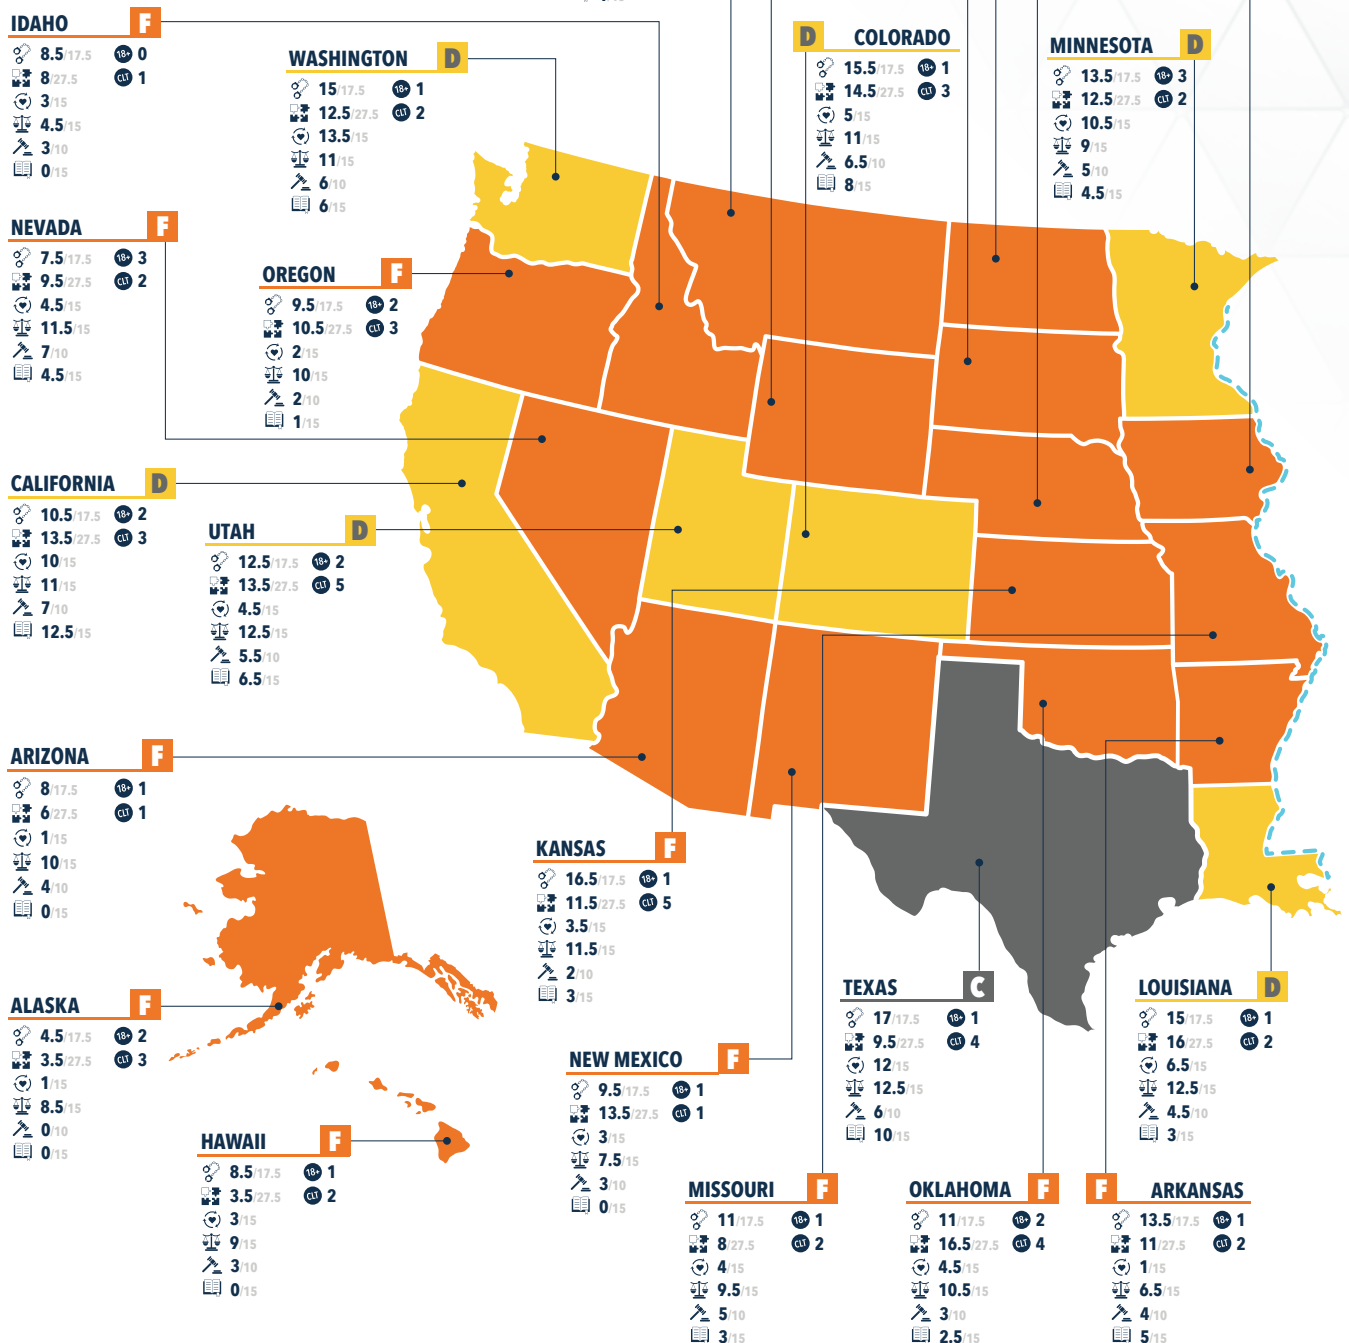 IDAHO F
8.5/17.5 18+ 0
8/27.5 CLT 1
3/15
4.5/15
3/10
0/15
WASHINGTON D
15/17.5 18+ 1
12.5/27.5 CLT 2
13.5/15
11/15
6/10
6/15
D COLORADO
15.5/17.5 18+ 1
14.5/27.5 CLT 3
5/15
11/15
6.5/10
8/15
MINNESOTA D
13.5/17.5 18+ 3
12.5/27.5 CLT 2
10.5/15
9/15
5/10
4.5/15
NEVADA F
7.5/17.5 18+ 3
9.5/27.5 CLT 2
4.5/15
11.5/15
7/10
4.5/15
OREGON F
9.5/17.5 18+ 2
10.5/27.5 CLT 3
2/15
10/15
2/10
1/15
CALIFORNIA D
10.5/17.5 18+ 2
13.5/27.5 CLT 3
10/15
11/15
7/10
12.5/15
UTAH D
12.5/17.5 18+ 2
13.5/27.5 CLT 5
4.5/15
12.5/15
5.5/10
6.5/15
ARIZONA F
8/17.5 18+ 1
6/27.5 CLT 1
1/15
10/15
4/10
0/15
KANSAS F
16.5/17.5 18+ 1
11.5/27.5 CLT 5
3.5/15
11.5/15
2/10
3/15
ALASKA F
4.5/17.5 18+ 2
3.5/27.5 CLT 3
1/15
8.5/15
0/10
0/15
TEXAS C
17/17.5 18+ 1
9.5/27.5 CLT 4
12/15
12.5/15
6/10
10/15
LOUISIANA D
15/17.5 18+ 1
16/27.5 CLT 2
6.5/15
12.5/15
4.5/10
3/15
NEW MEXICO F
9.5/17.5 18+ 1
13.5/27.5 CLT 1
3/15
7.5/15
3/10
0/15
HAWAII F
8.5/17.5 18+ 1
3.5/27.5 CLT 2
3/15
9/15
3/10
0/15
MISSOURI F
11/17.5 18+ 1
8/27.5 CLT 2
4/15
9.5/15
5/10
3/15
OKLAHOMA F
11/17.5 18+ 2
16.5/27.5 CLT 4
4.5/15
10.5/15
3/10
2.5/15
F ARKANSAS
13.5/17.5 18+ 1
11/27.5 CLT 2
1/15
6.5/15
4/10
5/15